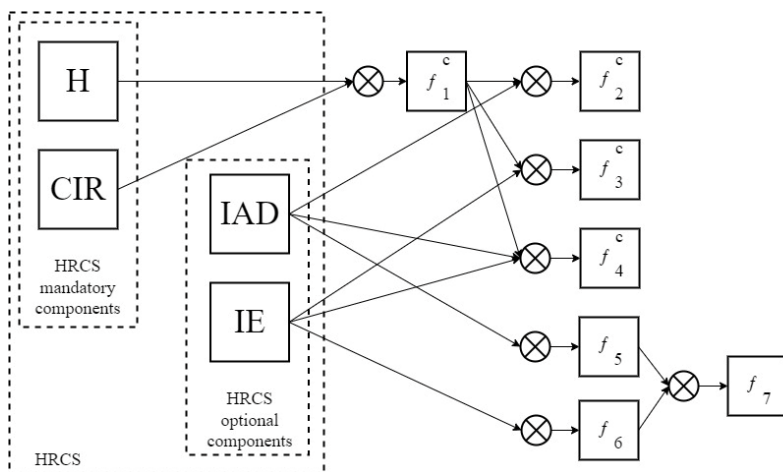 H
CIR
HRCS
mandatory
components
IAD
IE
HRCS
optional
components
HRCS
f 1 c
f 2 c
f 3 c
f 4 c
f 5
f 6
f 7